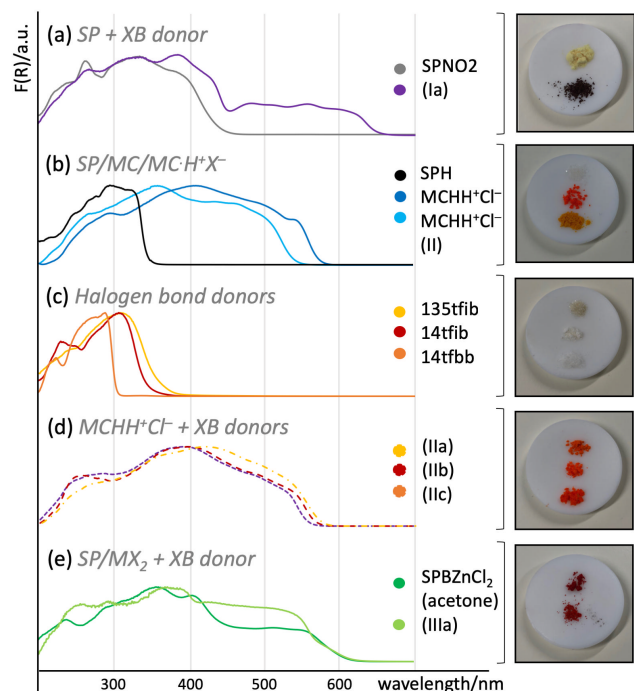 F(R)/a.u.
(a) SP + XB donor
SPNO2
(Ia)
(b) SP/MC/MC·H⁺X⁻
SPH
MCHH⁺Cl⁻
MCHH⁺Cl⁻
(II)
(c) Halogen bond donors
135tfib
14tfib
14tfbb
(d) MCHH⁺Cl⁻ + XB donors
(IIa)
(IIb)
(IIc)
(e) SP/MX₂ + XB donor
SPBZnCl₂
(acetone)
(IIIa)
300 400 500 600 wavelength/nm